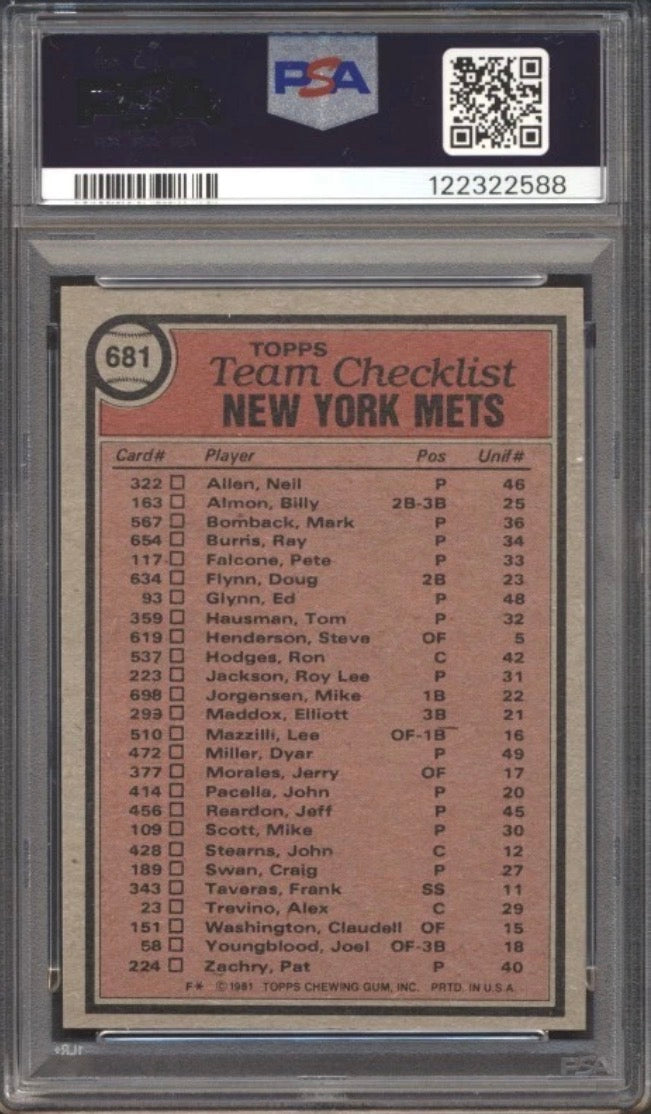 PSA
122322588
681
TOPPS
Team Checklist
NEW YORK METS
Card# Player Pos Unif#
322 Allen, Neil P 46
163 Almon, Billy 2B-3B 25
567 Bomback, Mark P 36
654 Burris, Ray P 34
117 Falcone, Pete P 33
634 Flynn, Doug 2B 23
93 Glynn, Ed P 48
359 Hausman, Tom P 32
619 Henderson, Steve OF 5
537 Hodges, Ron C 42
223 Jackson, Roy Lee P 31
698 Jorgensen, Mike 1B 22
299 Maddox, Elliott 3B 21
510 Mazzilli, Lee OF-1B 16
472 Miller, Dyar P 49
377 Morales, Jerry OF 17
414 Pacella, John P 20
456 Reardon, Jeff P 45
109 Scott, Mike P 30
428 Stearns, John C 12
189 Swan, Craig P 27
343 Taveras, Frank SS 11
23 Trevino, Alex C 29
151 Washington, Claudell OF 15
58 Youngblood, Joel OF-3B 18
224 Zachry, Pat P 40
F* ©1981 TOPPS CHEWING GUM, INC. PRTD. IN U.S.A.
PSA